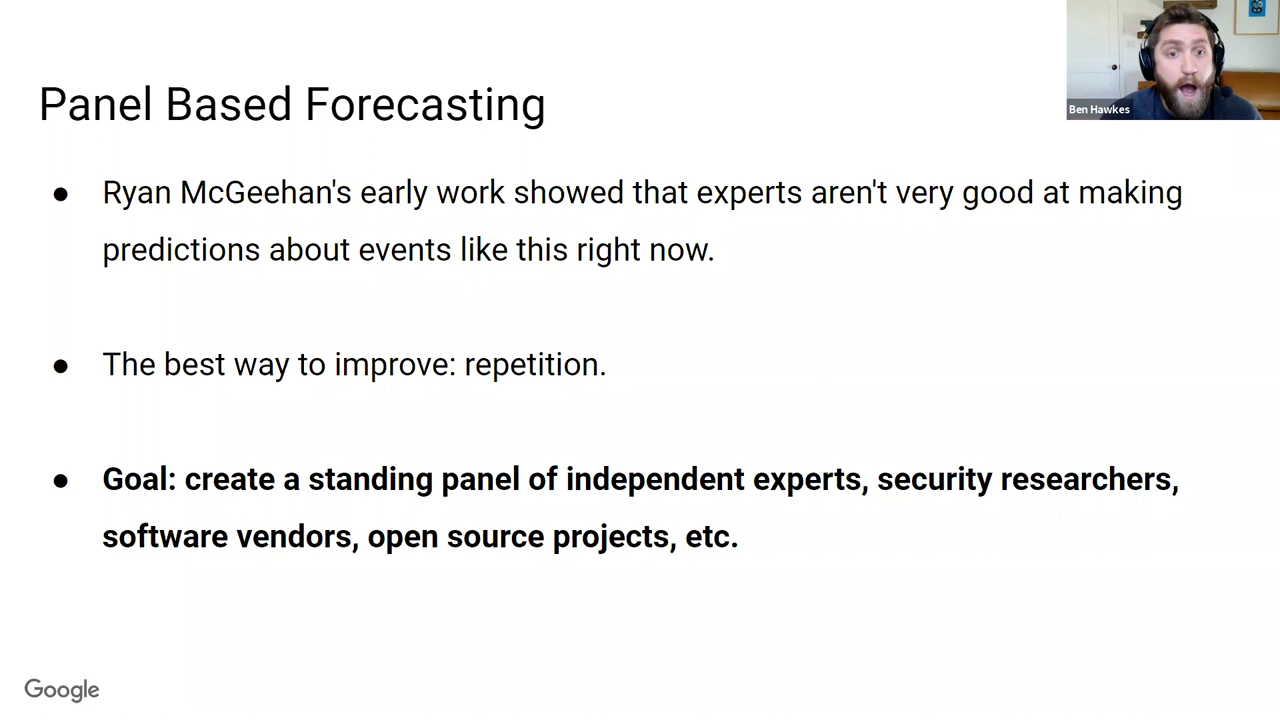 Ben Hawkes
Panel Based Forecasting
● Ryan McGeehan's early work showed that experts aren't very good at making
predictions about events like this right now.
● The best way to improve: repetition.
● Goal: create a standing panel of independent experts, security researchers,
software vendors, open source projects, etc.
Google